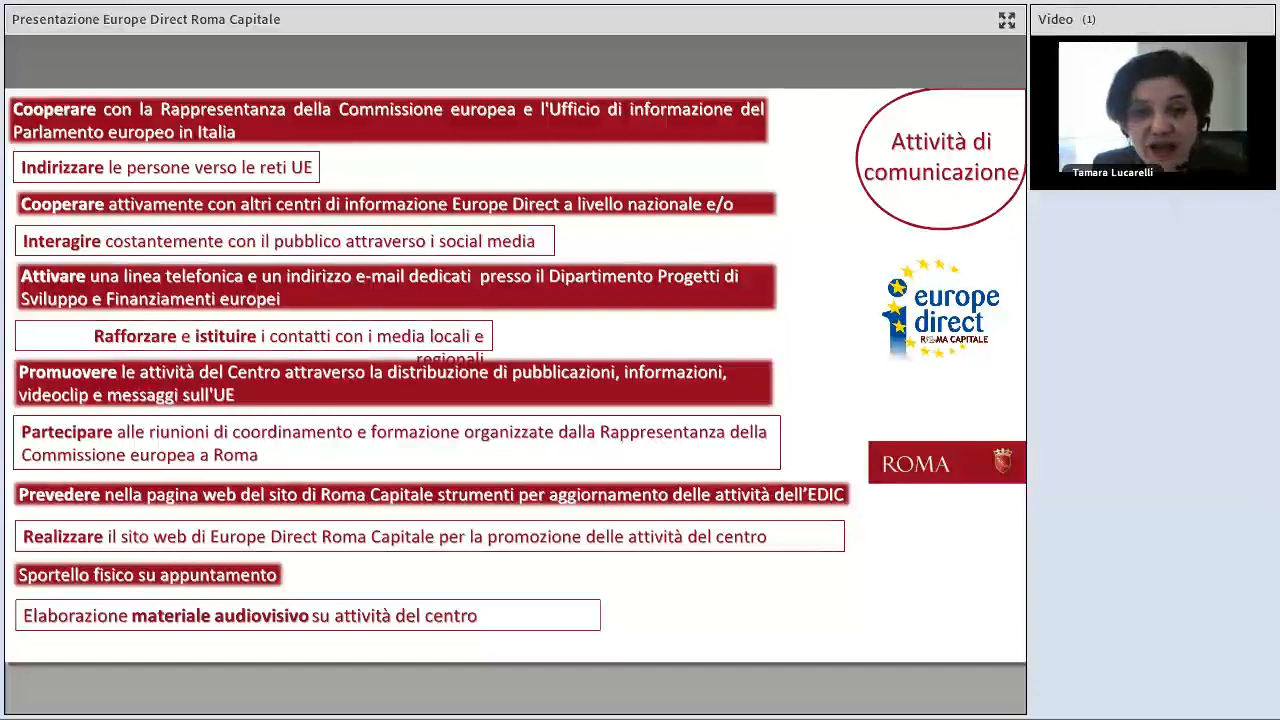 Presentazione Europe Direct Roma Capitale
Video (1)
Cooperare con la Rappresentanza della Commissione europea e l'Ufficio di informazione del
Parlamento europeo in Italia
Indirizzare le persone verso le reti UE
Cooperare attivamente con altri centri di informazione Europe Direct a livello nazionale e/o
Interagire costantemente con il pubblico attraverso i social media
Attivare una linea telefonica e un indirizzo e-mail dedicati presso il Dipartimento Progetti di
Sviluppo e Finanziamenti europei
Rafforzare e istituire i contatti con i media locali e
regionali
Promuovere le attività del Centro attraverso la distribuzione di pubblicazioni, informazioni,
videoclip e messaggi sull'UE
Partecipare alle riunioni di coordinamento e formazione organizzate dalla Rappresentanza della
Commissione europea a Roma
Prevedere nella pagina web del sito di Roma Capitale strumenti per aggiornamento delle attività dell’EDIC
Realizzare il sito web di Europe Direct Roma Capitale per la promozione delle attività del centro
Sportello fisico su appuntamento
Elaborazione materiale audiovisivo su attività del centro
Attività di
comunicazione
europe
direct
ROMA CAPITALE
ROMA
Tamara Lucarelli